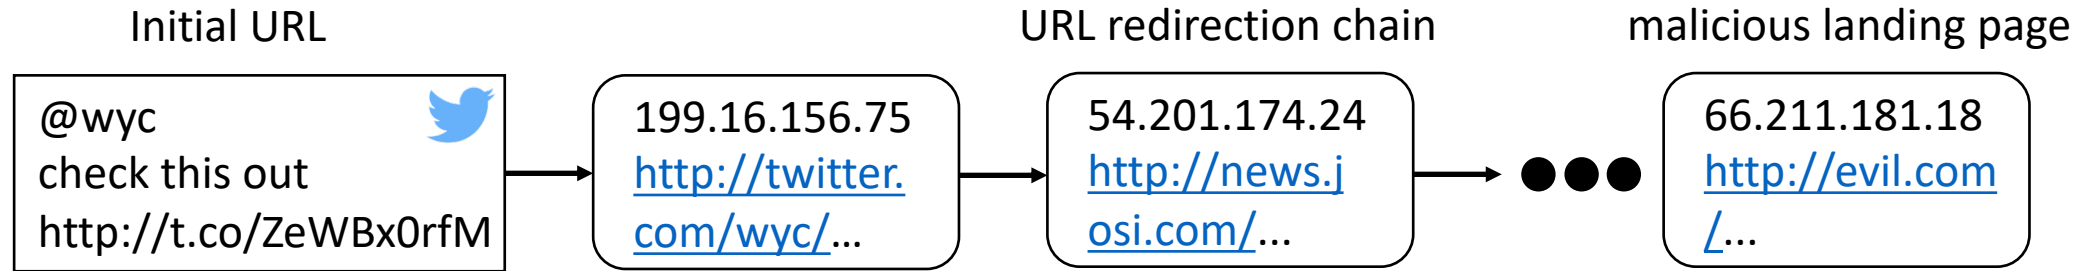 Initial URL
URL redirection chain
malicious landing page
@wyc
check this out
http://t.co/ZeWBx0rfM
199.16.156.75
http://twitter.
com/wyc/...
54.201.174.24
http://news.j
osi.com/...
66.211.181.18
http://evil.com
/...